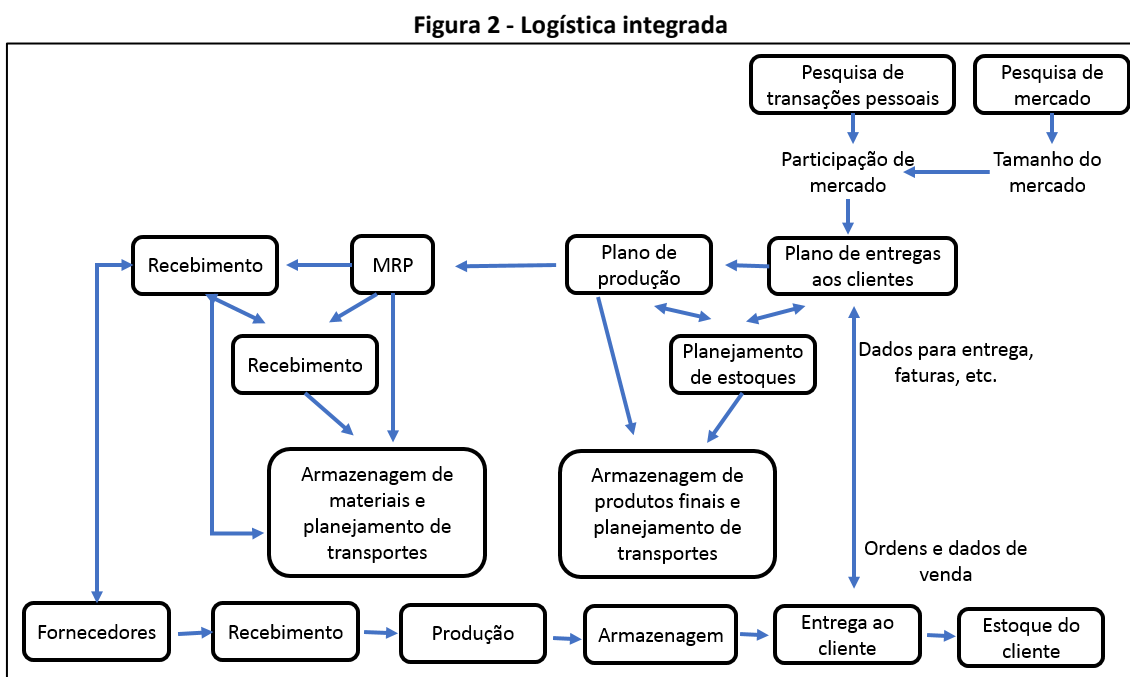 Figura 2 - Logística integrada
Pesquisa de
transações pessoais
Pesquisa de
mercado
Participação de
mercado
Tamanho do
mercado
Recebimento
MRP
Plano de
produção
Plano de entregas
aos clientes
Recebimento
Planejamento
de estoques
Dados para entrega,
faturas, etc.
Armazenagem de
materiais e
planejamento de
transportes
Armazenagem de
produtos finais e
planejamento de
transportes
Ordens e dados de
venda
Fornecedores
Recebimento
Produção
Armazenagem
Entrega ao
cliente
Estoque do
cliente